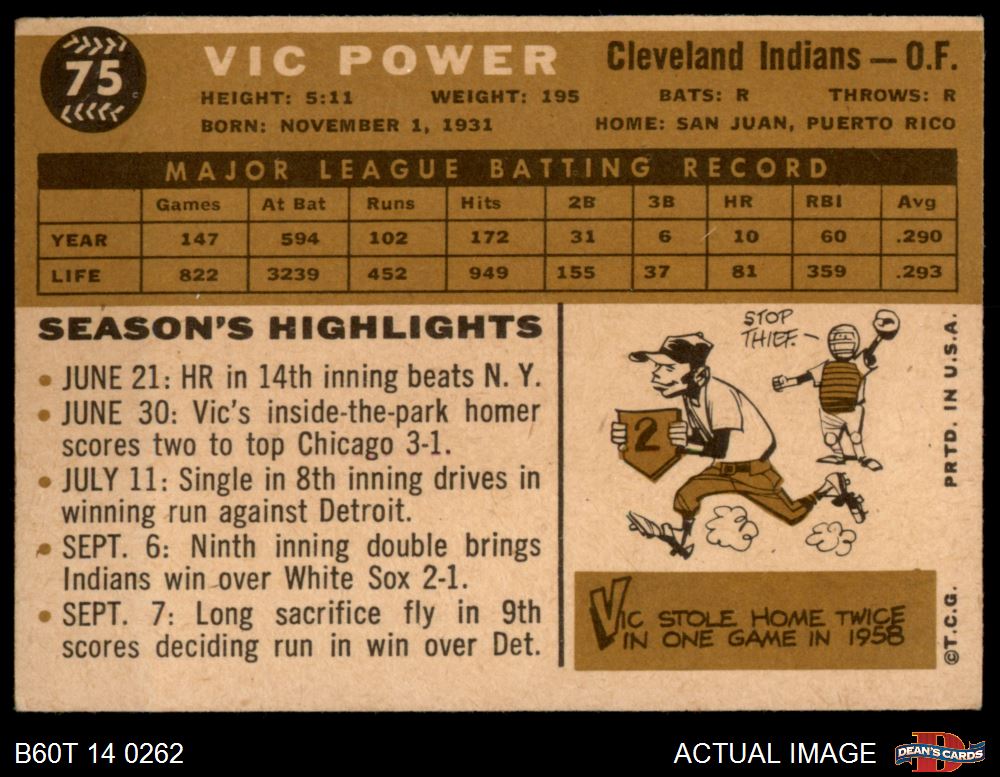 75
VIC POWER
Cleveland Indians — O.F.
HEIGHT: 5:11 WEIGHT: 195 BATS: R THROWS: R
BORN: NOVEMBER 1, 1931 HOME: SAN JUAN, PUERTO RICO
MAJOR LEAGUE BATTING RECORD
Games At Bat Runs Hits 2B 3B HR RBI Avg
YEAR 147 594 102 172 31 6 10 60 .290
LIFE 822 3239 452 949 155 37 81 359 .293
SEASON'S HIGHLIGHTS
• JUNE 21: HR in 14th inning beats N. Y.
• JUNE 30: Vic's inside-the-park homer
scores two to top Chicago 3-1.
• JULY 11: Single in 8th inning drives in
winning run against Detroit.
• SEPT. 6: Ninth inning double brings
Indians win over White Sox 2-1.
• SEPT. 7: Long sacrifice fly in 9th
scores deciding run in win over Det.
STOP
THIEF.
2
VIC STOLE HOME TWICE
IN ONE GAME IN 1958
PRTD. IN U.S.A.
©T.C.G.
B60T 14 0262
ACTUAL IMAGE
DEAN'S CARDS